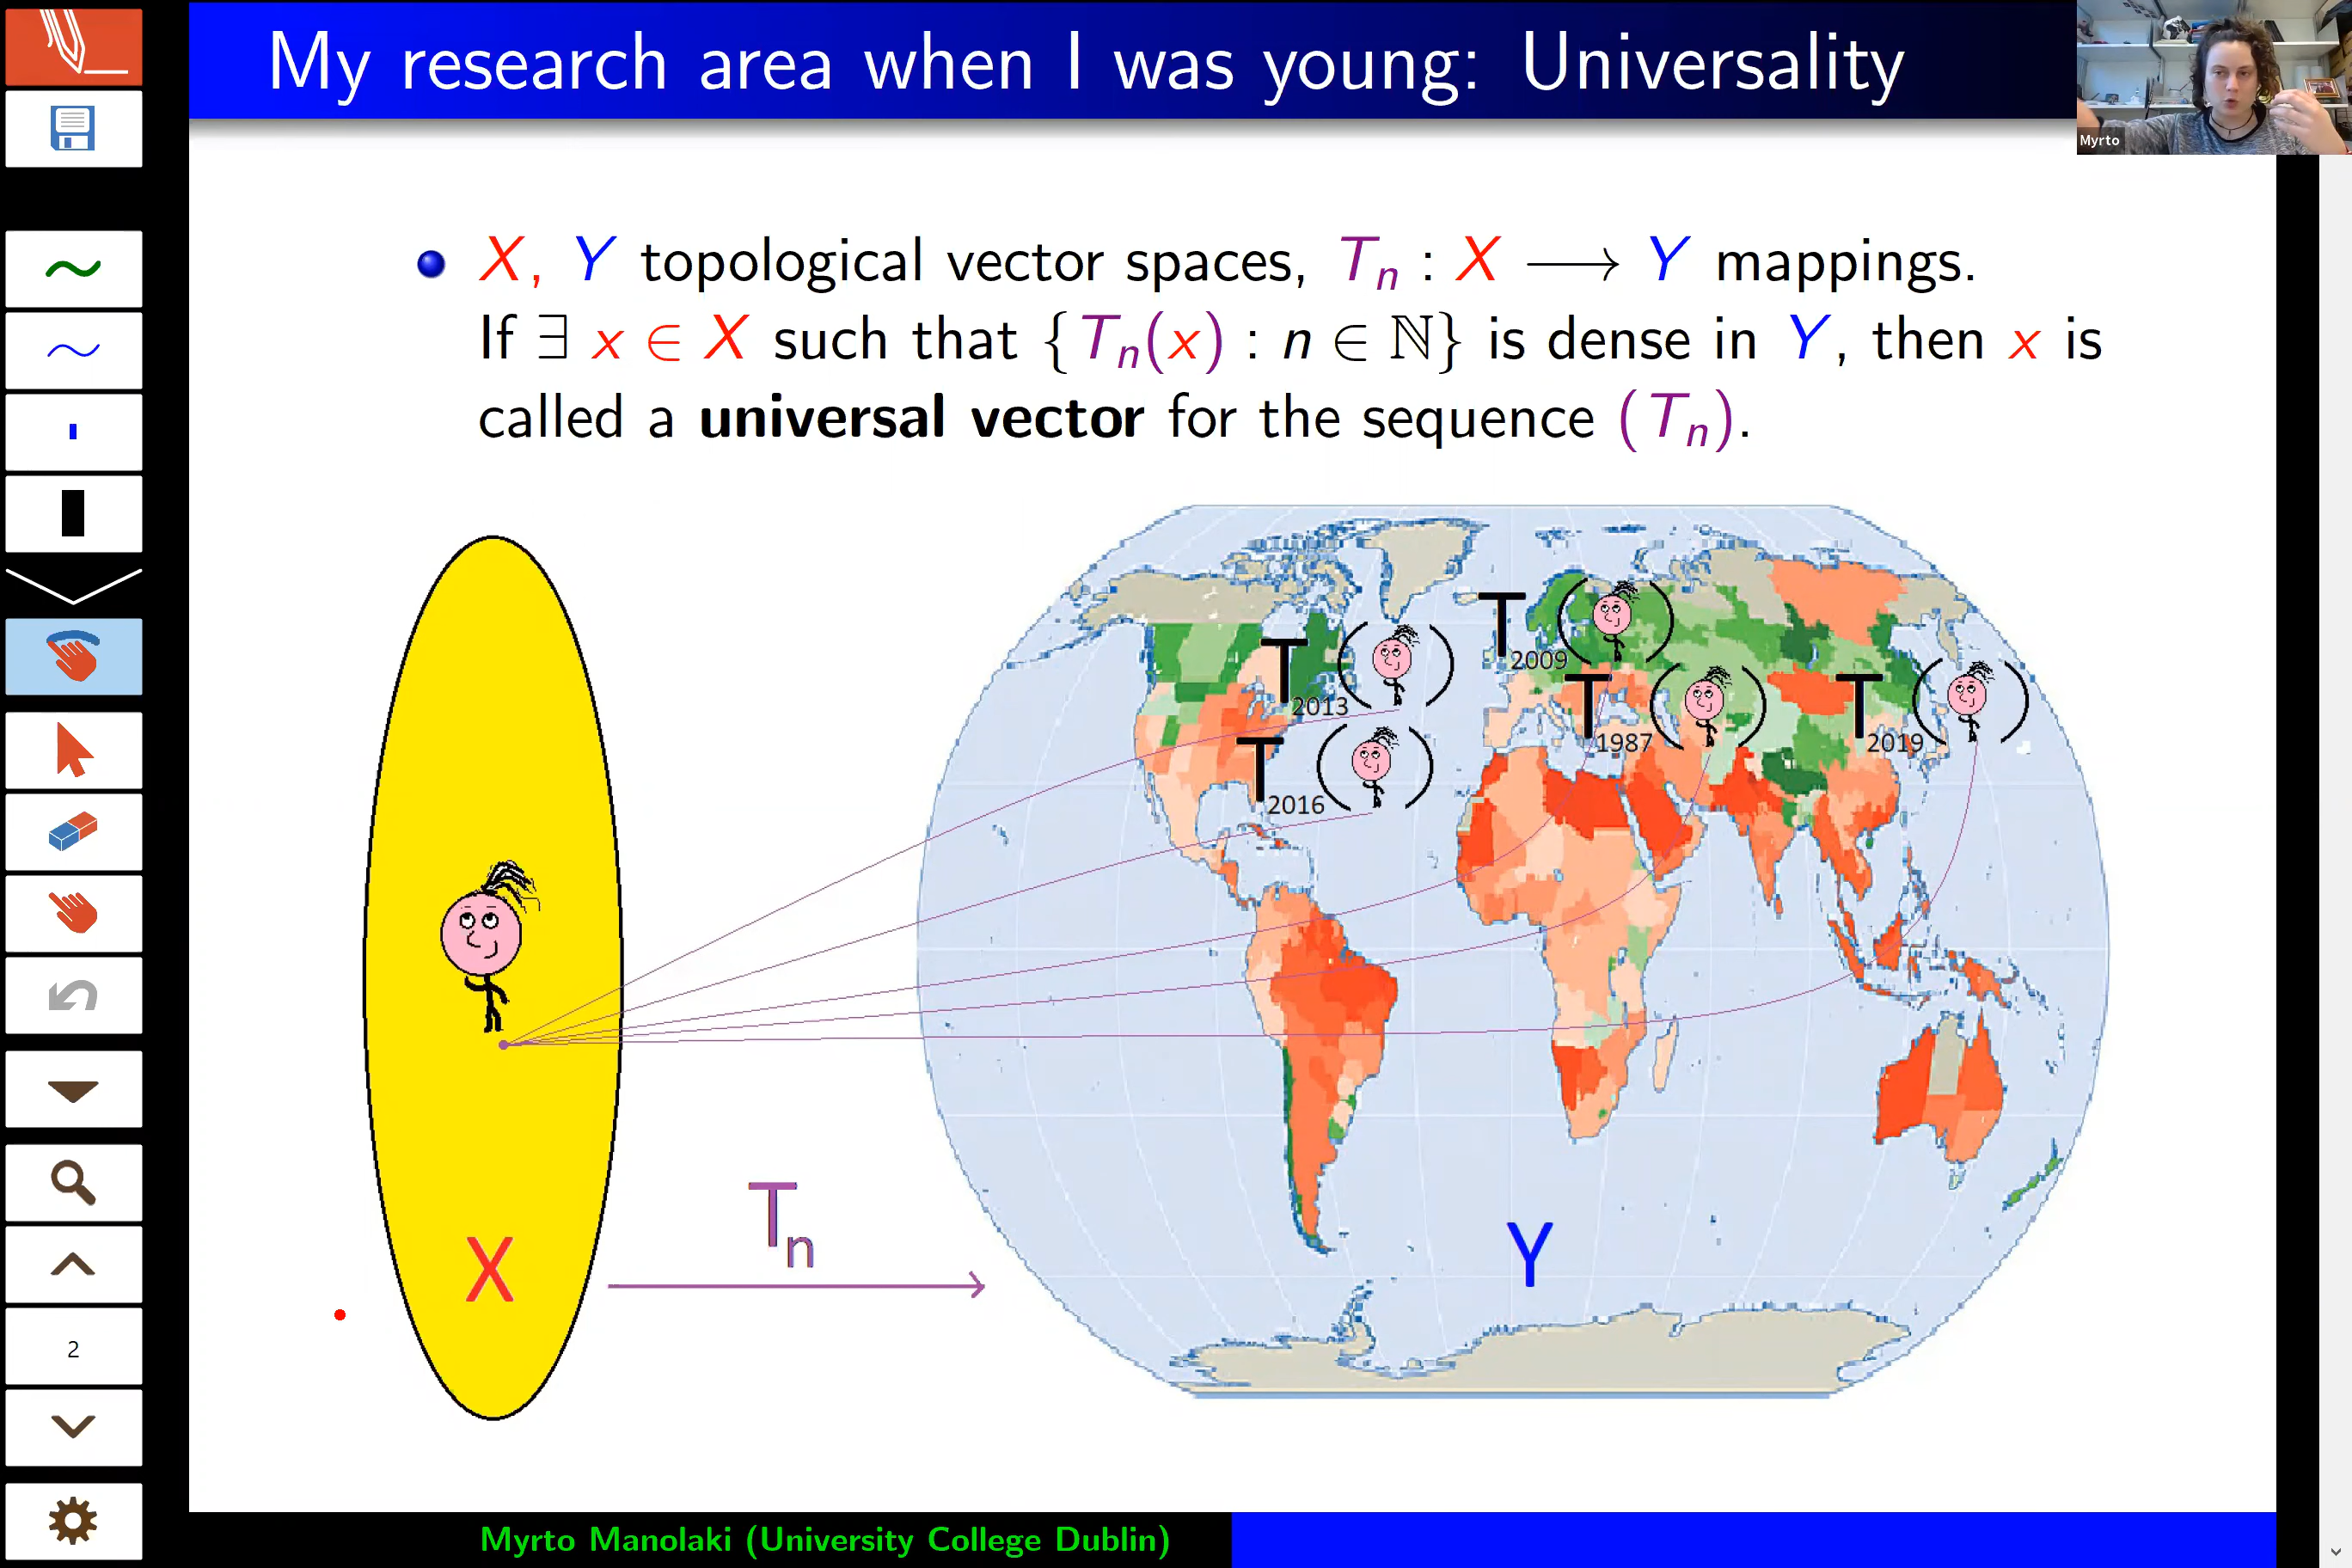 My research area when I was young: Universality
Myrto
X, Y topological vector spaces, Tₙ : X ⟶ Y mappings.
If ∃ x ∈ X such that {Tₙ(x) : n ∈ ℕ} is dense in Y, then x is
called a universal vector for the sequence (Tₙ).
T2009 ( )
T2013 ( )
T1987 ( )
T2019 ( )
T2016 ( )
Tₙ
X
Y
2
Myrto Manolaki (University College Dublin)